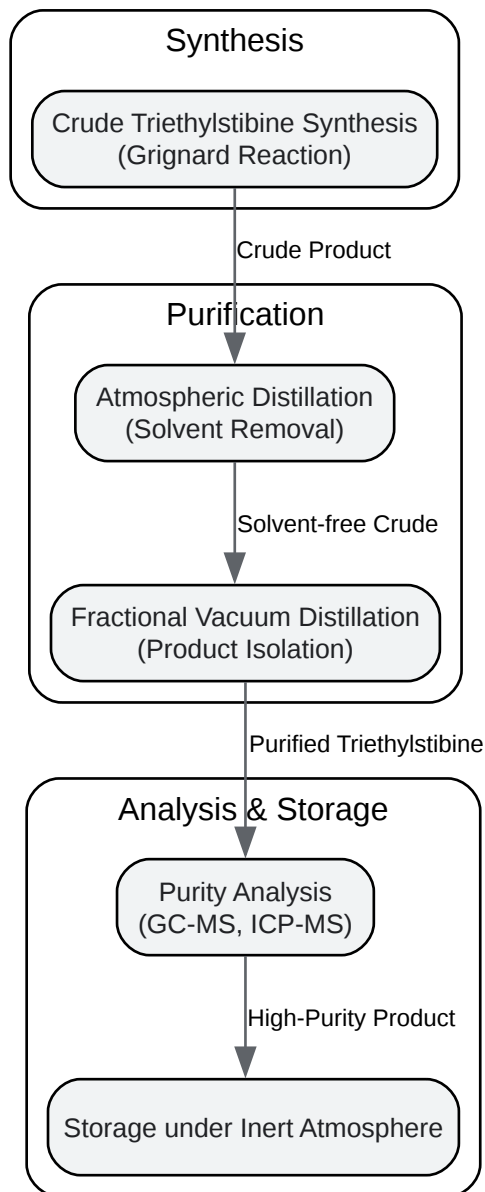 Synthesis
Crude Triethylstibine Synthesis
(Grignard Reaction)
Crude Product
Purification
Atmospheric Distillation
(Solvent Removal)
Solvent-free Crude
Fractional Vacuum Distillation
(Product Isolation)
Purified Triethylstibine
Analysis & Storage
Purity Analysis
(GC-MS, ICP-MS)
High-Purity Product
Storage under Inert Atmosphere